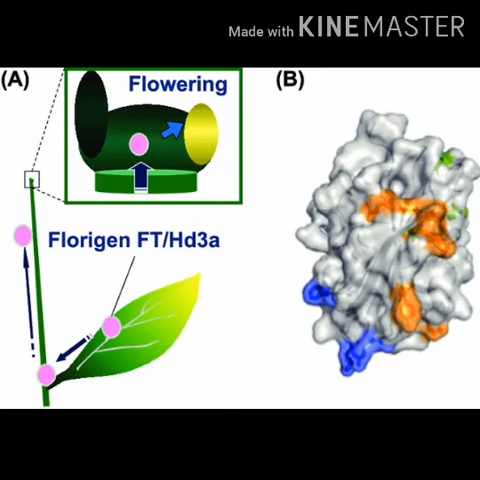 Made with KINEMASTER
(A)
Flowering
(B)
Florigen FT/Hd3a